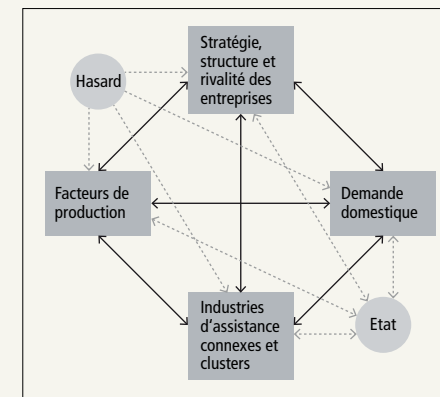 Stratégie,
structure et
rivalité des
entreprises
Hasard
Facteurs de
production
Demande
domestique
Industries
d'assistance
connexes et
clusters
Etat